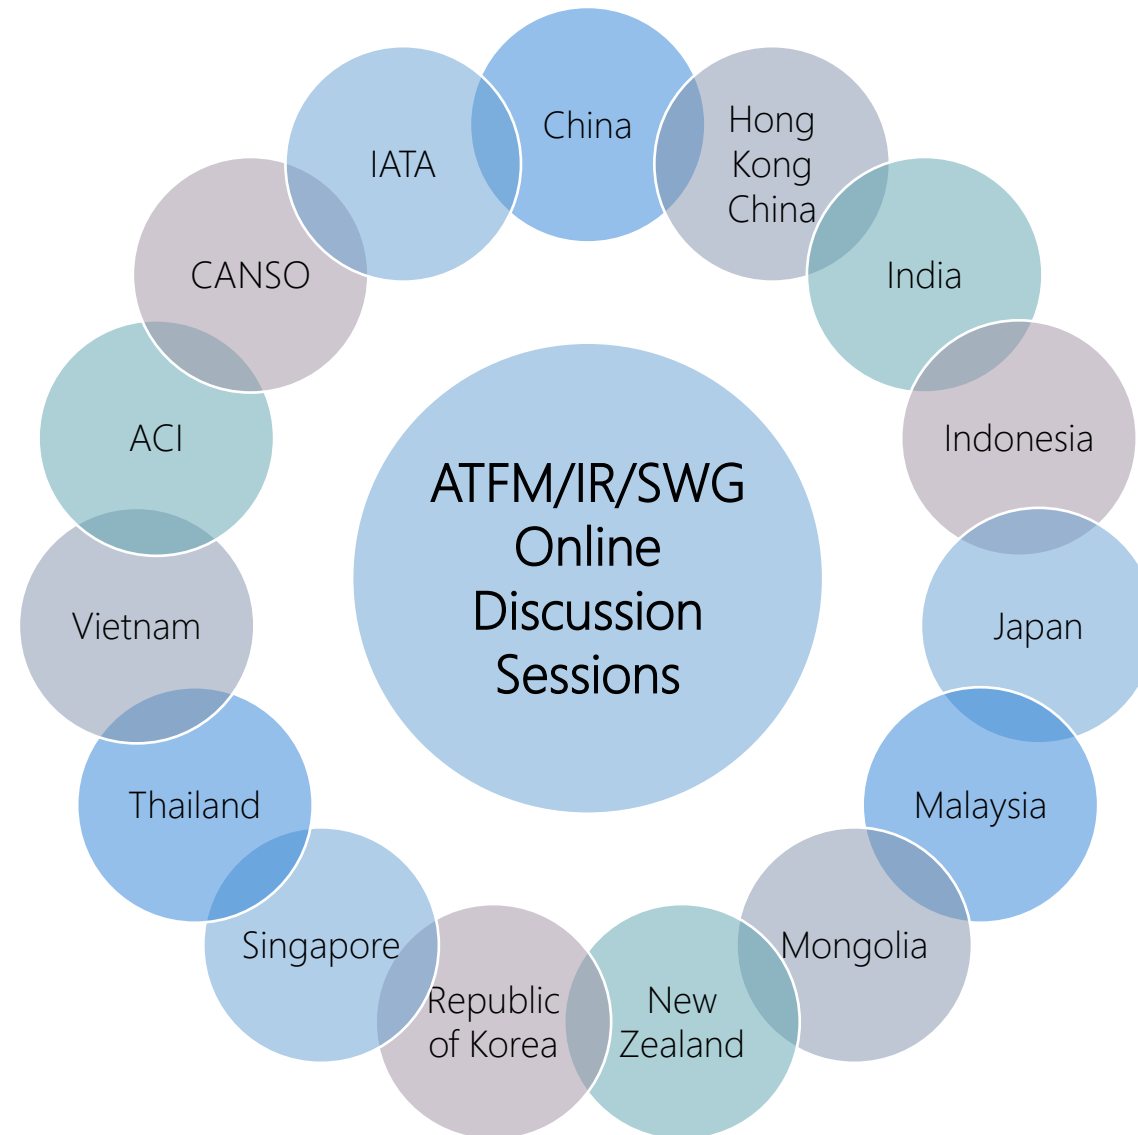 China
Hong
Kong
China
India
Indonesia
Japan
Malaysia
Mongolia
New
Zealand
Republic
of Korea
Singapore
Thailand
Vietnam
ACI
CANSO
IATA
ATFM/IR/SWG
Online
Discussion
Sessions